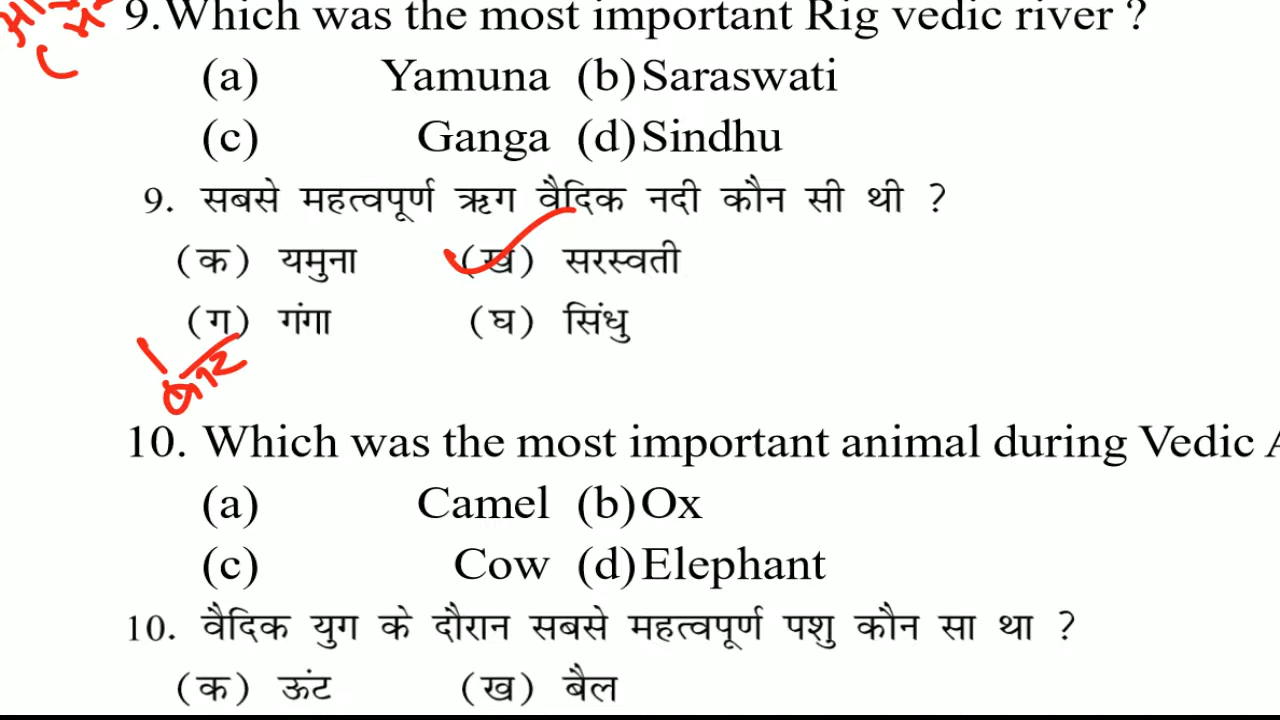 9.Which was the most important Rig vedic river ?
(a) Yamuna (b) Saraswati
(c) Ganga (d) Sindhu
9. सबसे महत्वपूर्ण ऋग वैदिक नदी कौन सी थी ?
(क) यमुना (ख) सरस्वती
(ग) गंगा (घ) सिंधु
10. Which was the most important animal during Vedic
(a) Camel (b) Ox
(c) Cow (d) Elephant
10. वैदिक युग के दौरान सबसे महत्वपूर्ण पशु कौन सा था ?
(क) ऊंट (ख) बैल